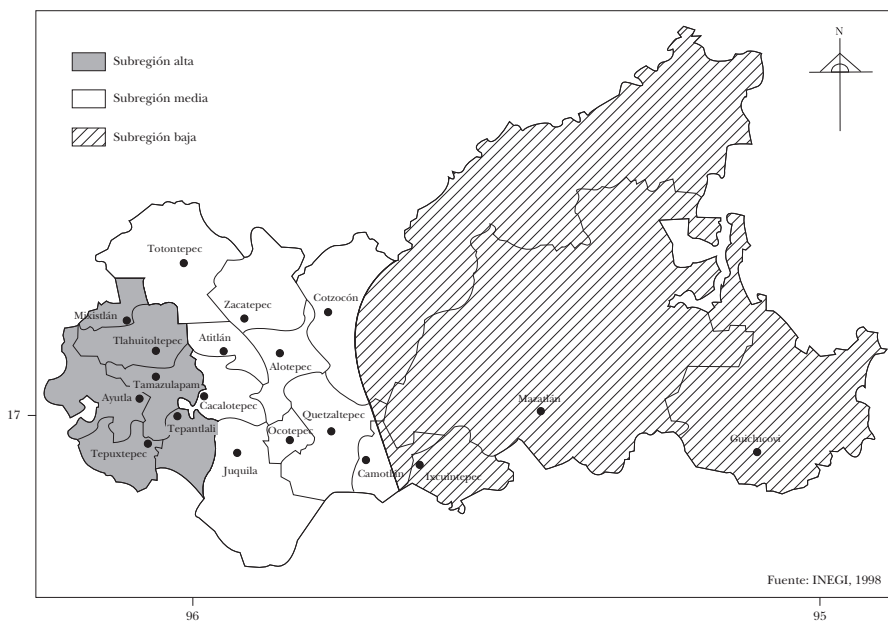 Subregión alta
Subregión media
Subregión baja
N
Totontepec
Zacatepec
Cotzocón
Mixistlán
Tlahuitoltepec
Atitlán
Alotepec
Tamazulapam
Ayutla
Cacalotepec
Mazatlán
17
Tepantlali
Quetzaltepec
Ocotepec
Tepuxtepec
Juquila
Camotlán
Ixcuintepec
Guichicovi
Fuente: INEGI, 1998
96
95